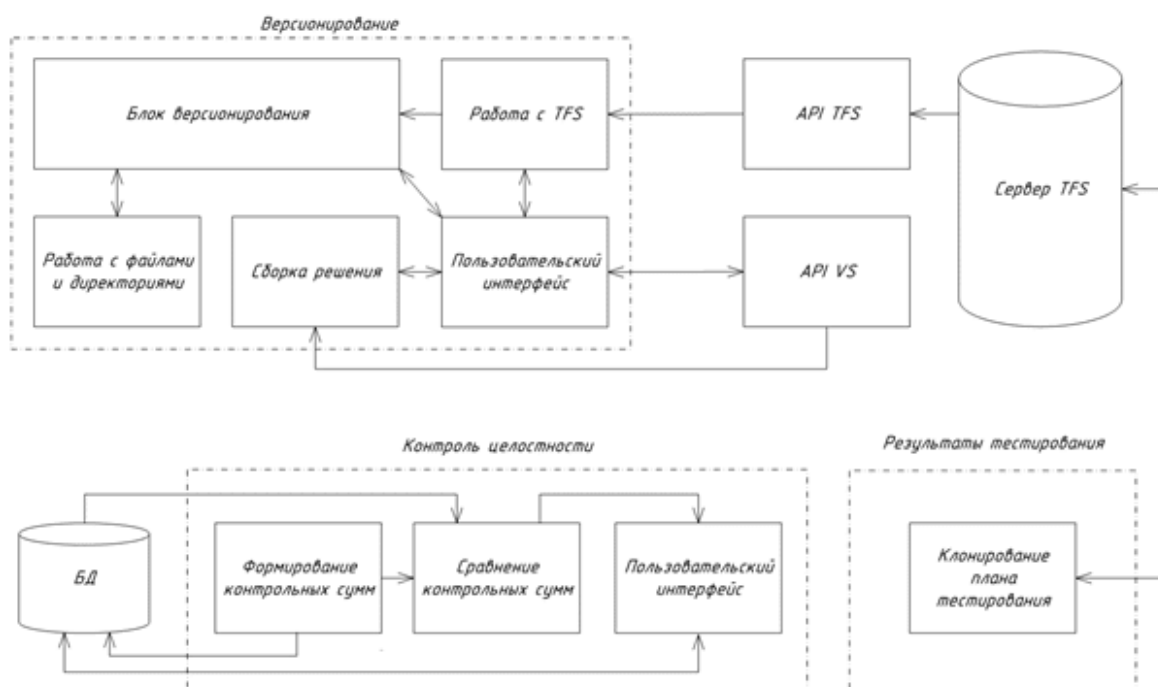 Версионирование
Блок версионирования
Работа с TFS
API TFS
Сервер TFS
Работа с файлами
и директориями
Сборка решения
Пользовательский
интерфейс
API VS
Контроль целостности
Результаты тестирования
БД
Формирование
контрольных сумм
Сравнение
контрольных сумм
Пользовательский
интерфейс
Клонирование
плана
тестирования